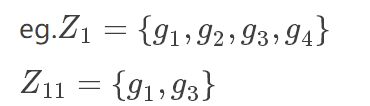 eg.Z₁ = {g₁, g₂, g₃, g₄}
Z₁₁ = {g₁, g₃}